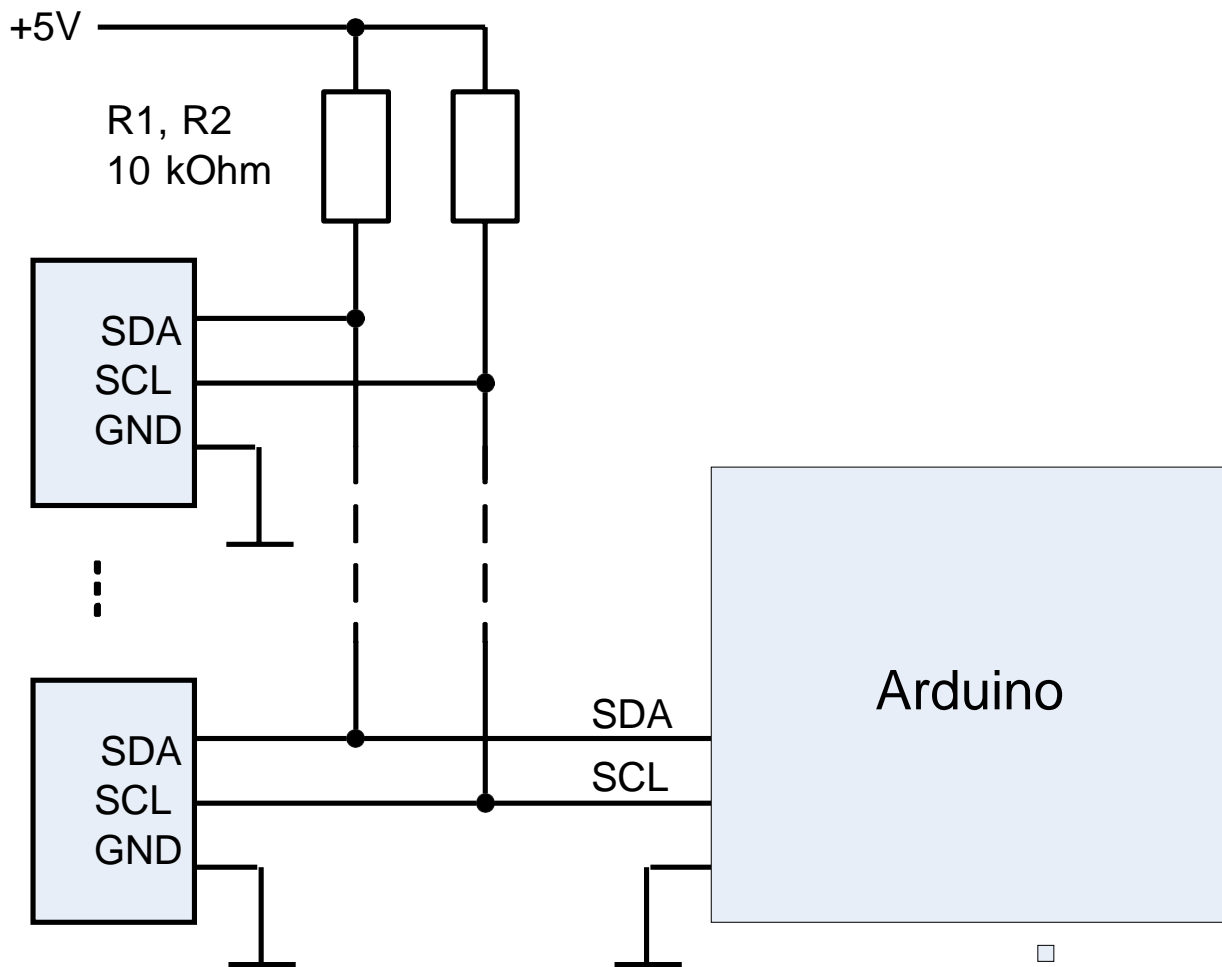 +5V
R1, R2
10 kOhm
SDA
SCL
GND
SDA
SCL
GND
SDA
SCL
Arduino